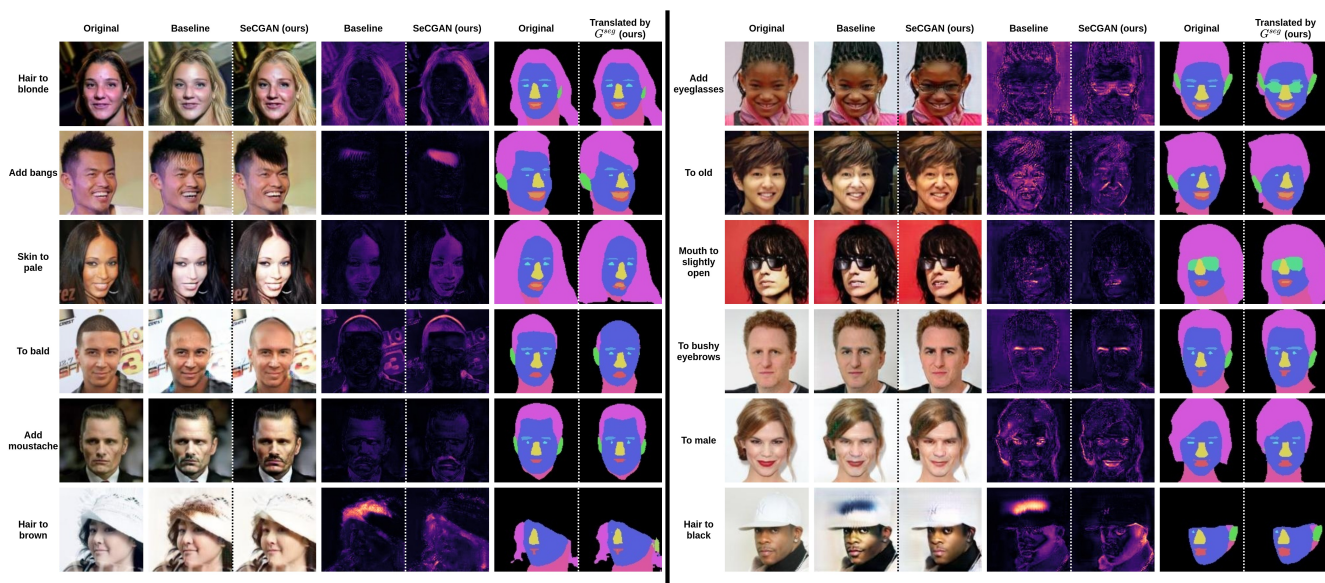 Original
Baseline
SeCGAN (ours)
Baseline
SeCGAN (ours)
Original
Translated by
G^seg (ours)
Hair to
blonde
Add bangs
Skin to
pale
To bald
Add
moustache
Hair to
brown
Original
Baseline
SeCGAN (ours)
Baseline
SeCGAN (ours)
Original
Translated by
G^seg (ours)
Add
eyeglasses
To old
Mouth to
slightly
open
To bushy
eyebrows
To male
Hair to
black